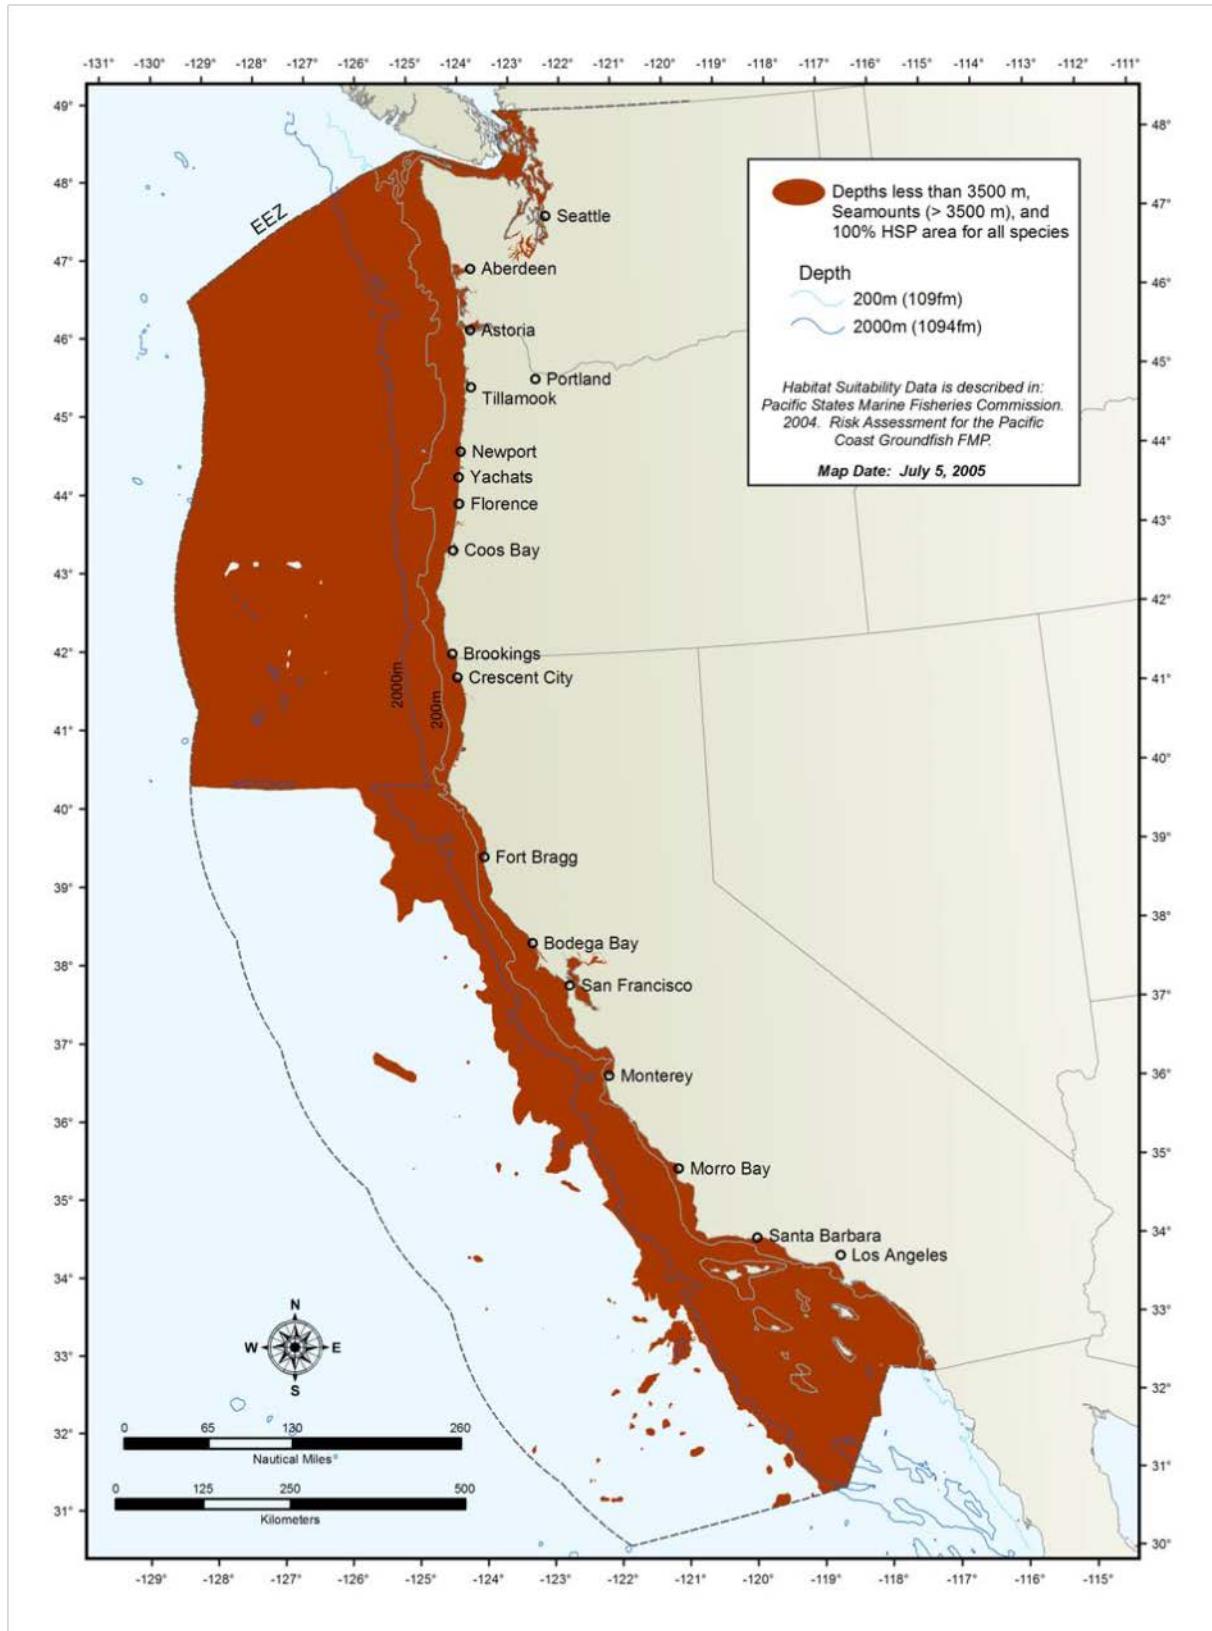 -131° -130° -129° -128° -127° -126° -125° -124° -123° -122° -121° -120° -119° -118° -117° -116° -115° -114° -113° -112° -111°
49°
48°
47°
46°
45°
44°
43°
42°
41°
40°
39°
38°
37°
36°
35°
34°
33°
32°
31°
EEZ
Seattle
Aberdeen
Astoria
Portland
Tillamook
Newport
Yachats
Florence
Coos Bay
Brookings
Crescent City
2000m
200m
Fort Bragg
Bodega Bay
San Francisco
Monterey
Morro Bay
Santa Barbara
Los Angeles
Depths less than 3500 m,
Seamounts (> 3500 m), and
100% HSP area for all species
Depth
200m (109fm)
2000m (1094fm)
Habitat Suitability Data is described in:
Pacific States Marine Fisheries Commission.
2004. Risk Assessment for the Pacific
Coast Groundfish FMP.
Map Date: July 5, 2005
48°
47°
46°
45°
44°
43°
42°
41°
40°
39°
38°
37°
36°
35°
34°
33°
32°
31°
30°
N
W E
S
0 65 130 260
Nautical Miles
0 125 250 500
Kilometers
-129° -128° -127° -126° -125° -124° -123° -122° -121° -120° -119° -118° -117° -116° -115°